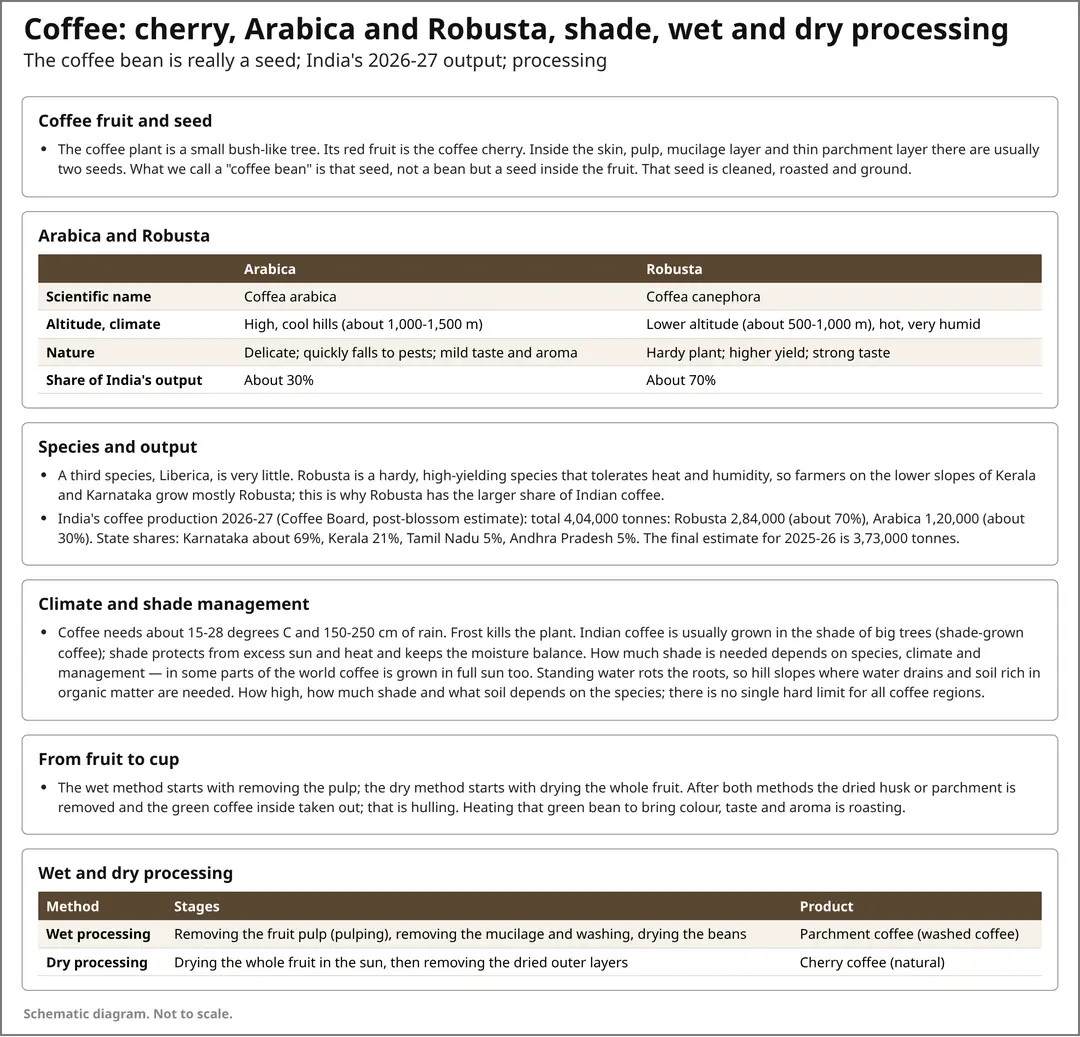 Coffee: cherry, Arabica and Robusta, shade, wet and dry processing
The coffee bean is really a seed; India's 2026-27 output; processing
Coffee fruit and seed
• The coffee plant is a small bush-like tree. Its red fruit is the coffee cherry. Inside the skin, pulp, mucilage layer and thin parchment layer there are usually
two seeds. What we call a "coffee bean" is that seed, not a bean but a seed inside the fruit. That seed is cleaned, roasted and ground.
Arabica and Robusta
Arabica Robusta
Scientific name Coffea arabica Coffea canephora
Altitude, climate High, cool hills (about 1,000-1,500 m) Lower altitude (about 500-1,000 m), hot, very humid
Nature Delicate; quickly falls to pests; mild taste and aroma Hardy plant; higher yield; strong taste
Share of India's output About 30% About 70%
Species and output
• A third species, Liberica, is very little. Robusta is a hardy, high-yielding species that tolerates heat and humidity, so farmers on the lower slopes of Kerala
and Karnataka grow mostly Robusta; this is why Robusta has the larger share of Indian coffee.
• India's coffee production 2026-27 (Coffee Board, post-blossom estimate): total 4,04,000 tonnes: Robusta 2,84,000 (about 70%), Arabica 1,20,000 (about
30%). State shares: Karnataka about 69%, Kerala 21%, Tamil Nadu 5%, Andhra Pradesh 5%. The final estimate for 2025-26 is 3,73,000 tonnes.
Climate and shade management
• Coffee needs about 15-28 degrees C and 150-250 cm of rain. Frost kills the plant. Indian coffee is usually grown in the shade of big trees (shade-grown
coffee); shade protects from excess sun and heat and keeps the moisture balance. How much shade is needed depends on species, climate and
management — in some parts of the world coffee is grown in full sun too. Standing water rots the roots, so hill slopes where water drains and soil rich in
organic matter are needed. How high, how much shade and what soil depends on the species; there is no single hard limit for all coffee regions.
From fruit to cup
• The wet method starts with removing the pulp; the dry method starts with drying the whole fruit. After both methods the dried husk or parchment is
removed and the green coffee inside taken out; that is hulling. Heating that green bean to bring colour, taste and aroma is roasting.
Wet and dry processing
Method Stages Product
Wet processing Removing the fruit pulp (pulping), removing the mucilage and washing, drying the beans Parchment coffee (washed coffee)
Dry processing Drying the whole fruit in the sun, then removing the dried outer layers Cherry coffee (natural)
Schematic diagram. Not to scale.